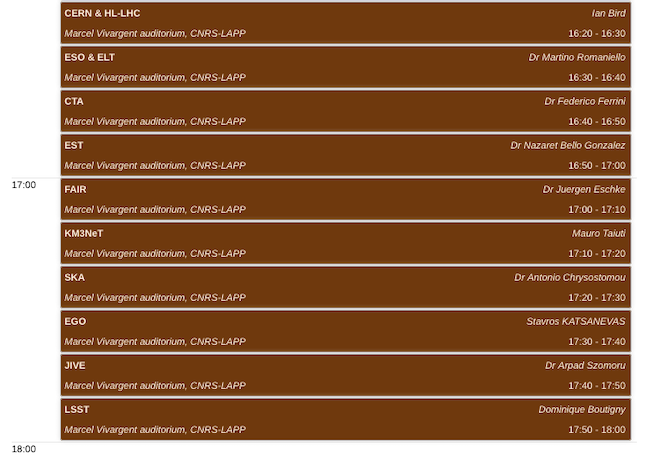 CERN & HL-LHC Ian Bird
Marcel Vivargent auditorium, CNRS-LAPP 16:20 - 16:30
ESO & ELT Dr Martino Romaniello
Marcel Vivargent auditorium, CNRS-LAPP 16:30 - 16:40
CTA Dr Federico Ferrini
Marcel Vivargent auditorium, CNRS-LAPP 16:40 - 16:50
EST Dr Nazaret Bello Gonzalez
Marcel Vivargent auditorium, CNRS-LAPP 16:50 - 17:00
17:00
FAIR Dr Juergen Eschke
Marcel Vivargent auditorium, CNRS-LAPP 17:00 - 17:10
KM3NeT Mauro Taiuti
Marcel Vivargent auditorium, CNRS-LAPP 17:10 - 17:20
SKA Dr Antonio Chrysostomou
Marcel Vivargent auditorium, CNRS-LAPP 17:20 - 17:30
EGO Stavros KATSANEVAS
Marcel Vivargent auditorium, CNRS-LAPP 17:30 - 17:40
JIVE Dr Arpad Szomoru
Marcel Vivargent auditorium, CNRS-LAPP 17:40 - 17:50
LSST Dominique Boutigny
Marcel Vivargent auditorium, CNRS-LAPP 17:50 - 18:00
18:00